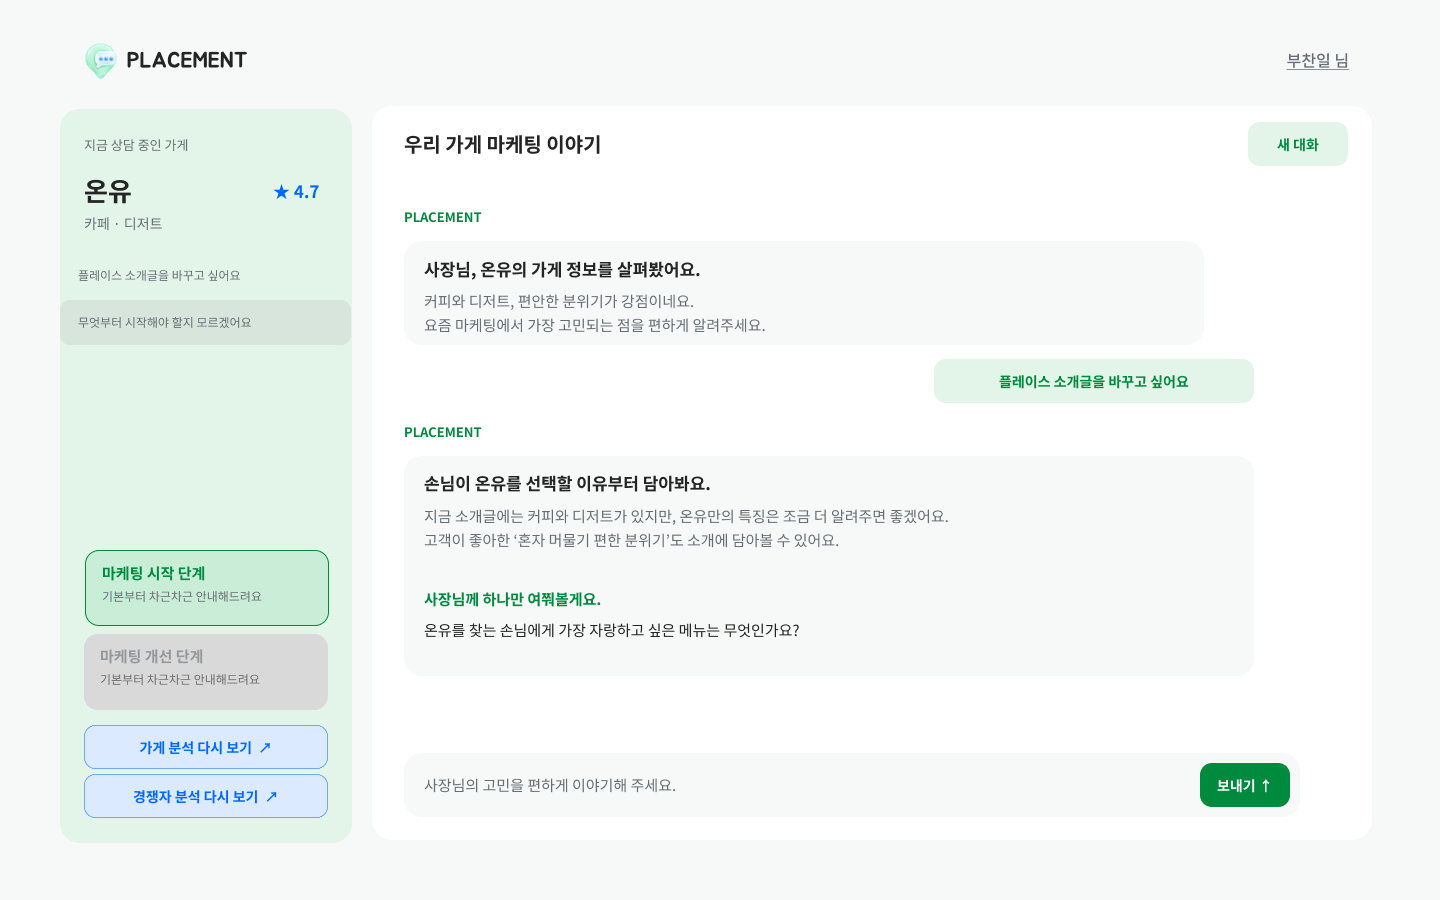 PLACEMENT
부찬일 님
지금 상담 중인 가게
온유
★ 4.7
카페 · 디저트
플레이스 소개글을 바꾸고 싶어요
무엇부터 시작해야 할지 모르겠어요
마케팅 시작 단계
기본부터 차근차근 안내해드려요
마케팅 개선 단계
기본부터 차근차근 안내해드려요
가게 분석 다시 보기 ↗
경쟁자 분석 다시 보기 ↗
우리 가게 마케팅 이야기
새 대화
PLACEMENT
사장님, 온유의 가게 정보를 살펴봤어요.
커피와 디저트, 편안한 분위기가 강점이네요.
요즘 마케팅에서 가장 고민되는 점을 편하게 알려주세요.
플레이스 소개글을 바꾸고 싶어요
PLACEMENT
손님이 온유를 선택할 이유부터 담아봐요.
지금 소개글에는 커피와 디저트가 있지만, 온유만의 특징은 조금 더 알려주면 좋겠어요.
고객이 좋아한 ‘혼자 머물기 편한 분위기’도 소개에 담아볼 수 있어요.
사장님께 하나만 여쭤볼게요.
온유를 찾는 손님에게 가장 자랑하고 싶은 메뉴는 무엇인가요?
사장님의 고민을 편하게 이야기해 주세요.
보내기 ↑